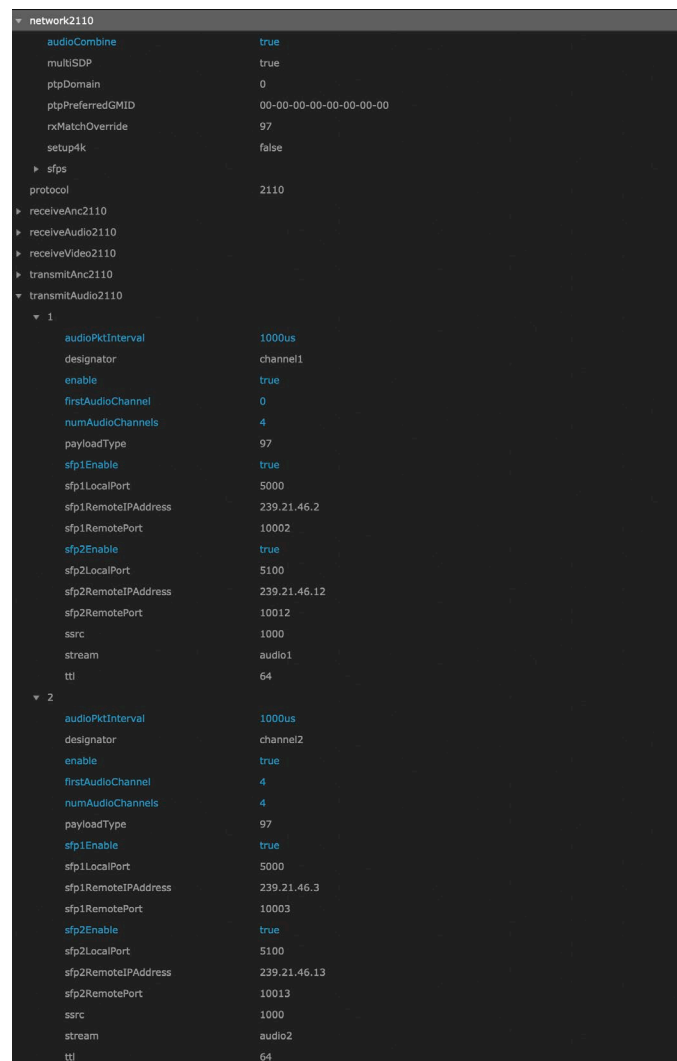 network2110
audioCombine true
multiSDP true
ptpDomain 0
ptpPreferredGMID 00-00-00-00-00-00-00-00
rxMatchOverride 97
setup4k false
sfps
protocol 2110
receiveAnc2110
receiveAudio2110
receiveVideo2110
transmitAnc2110
transmitAudio2110
1
audioPktInterval 1000us
designator channel1
enable true
firstAudioChannel 0
numAudioChannels 4
payloadType 97
sfp1Enable true
sfp1LocalPort 5000
sfp1RemoteIPAddress 239.21.46.2
sfp1RemotePort 10002
sfp2Enable true
sfp2LocalPort 5100
sfp2RemoteIPAddress 239.21.46.12
sfp2RemotePort 10012
ssrc 1000
stream audio1
ttl 64
2
audioPktInterval 1000us
designator channel2
enable true
firstAudioChannel 4
numAudioChannels 4
payloadType 97
sfp1Enable true
sfp1LocalPort 5000
sfp1RemoteIPAddress 239.21.46.3
sfp1RemotePort 10003
sfp2Enable true
sfp2LocalPort 5100
sfp2RemoteIPAddress 239.21.46.13
sfp2RemotePort 10013
ssrc 1000
stream audio2
ttl 64